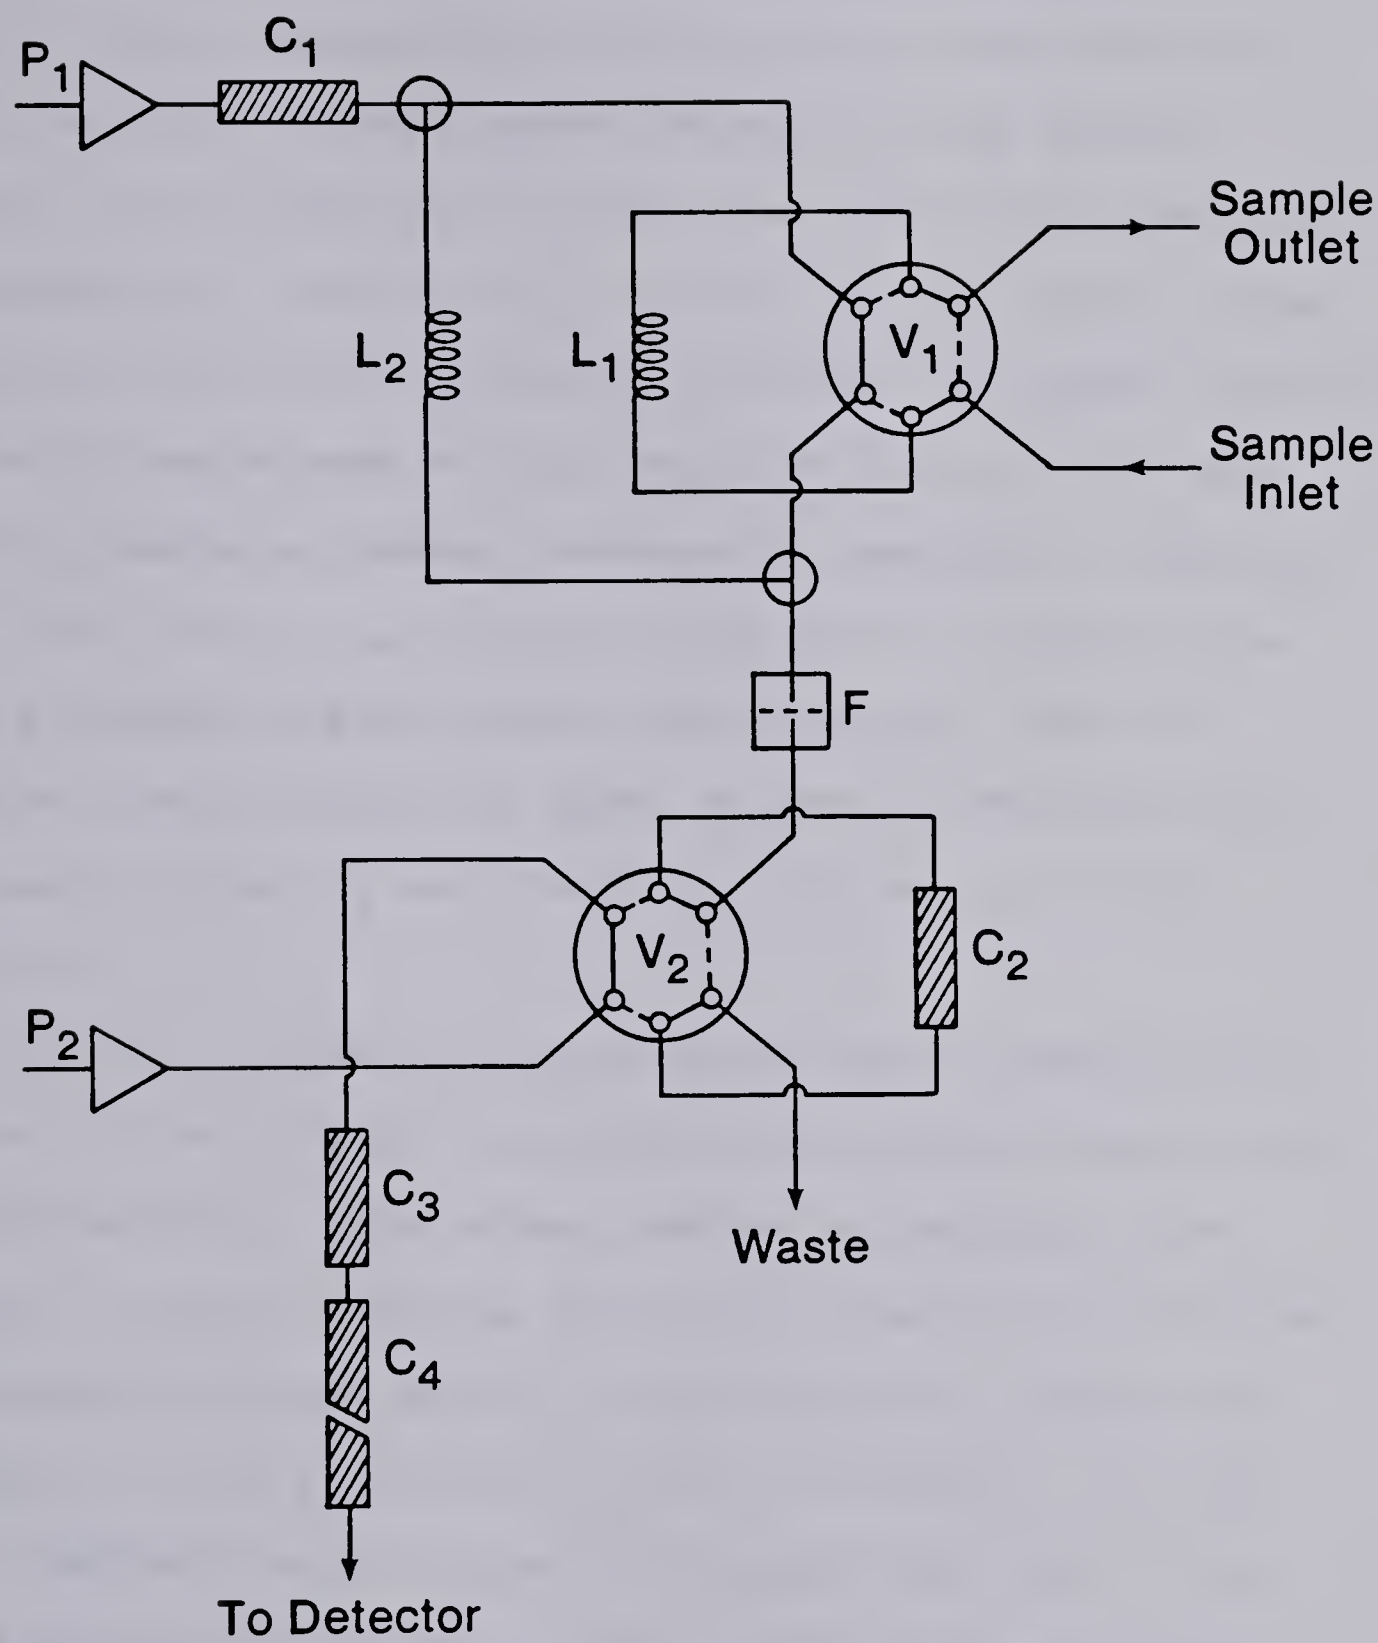 C1
P1
Sample
Outlet
V1
L2
L1
Sample
Inlet
F
V2
C2
P2
C3
Waste
C4
To Detector